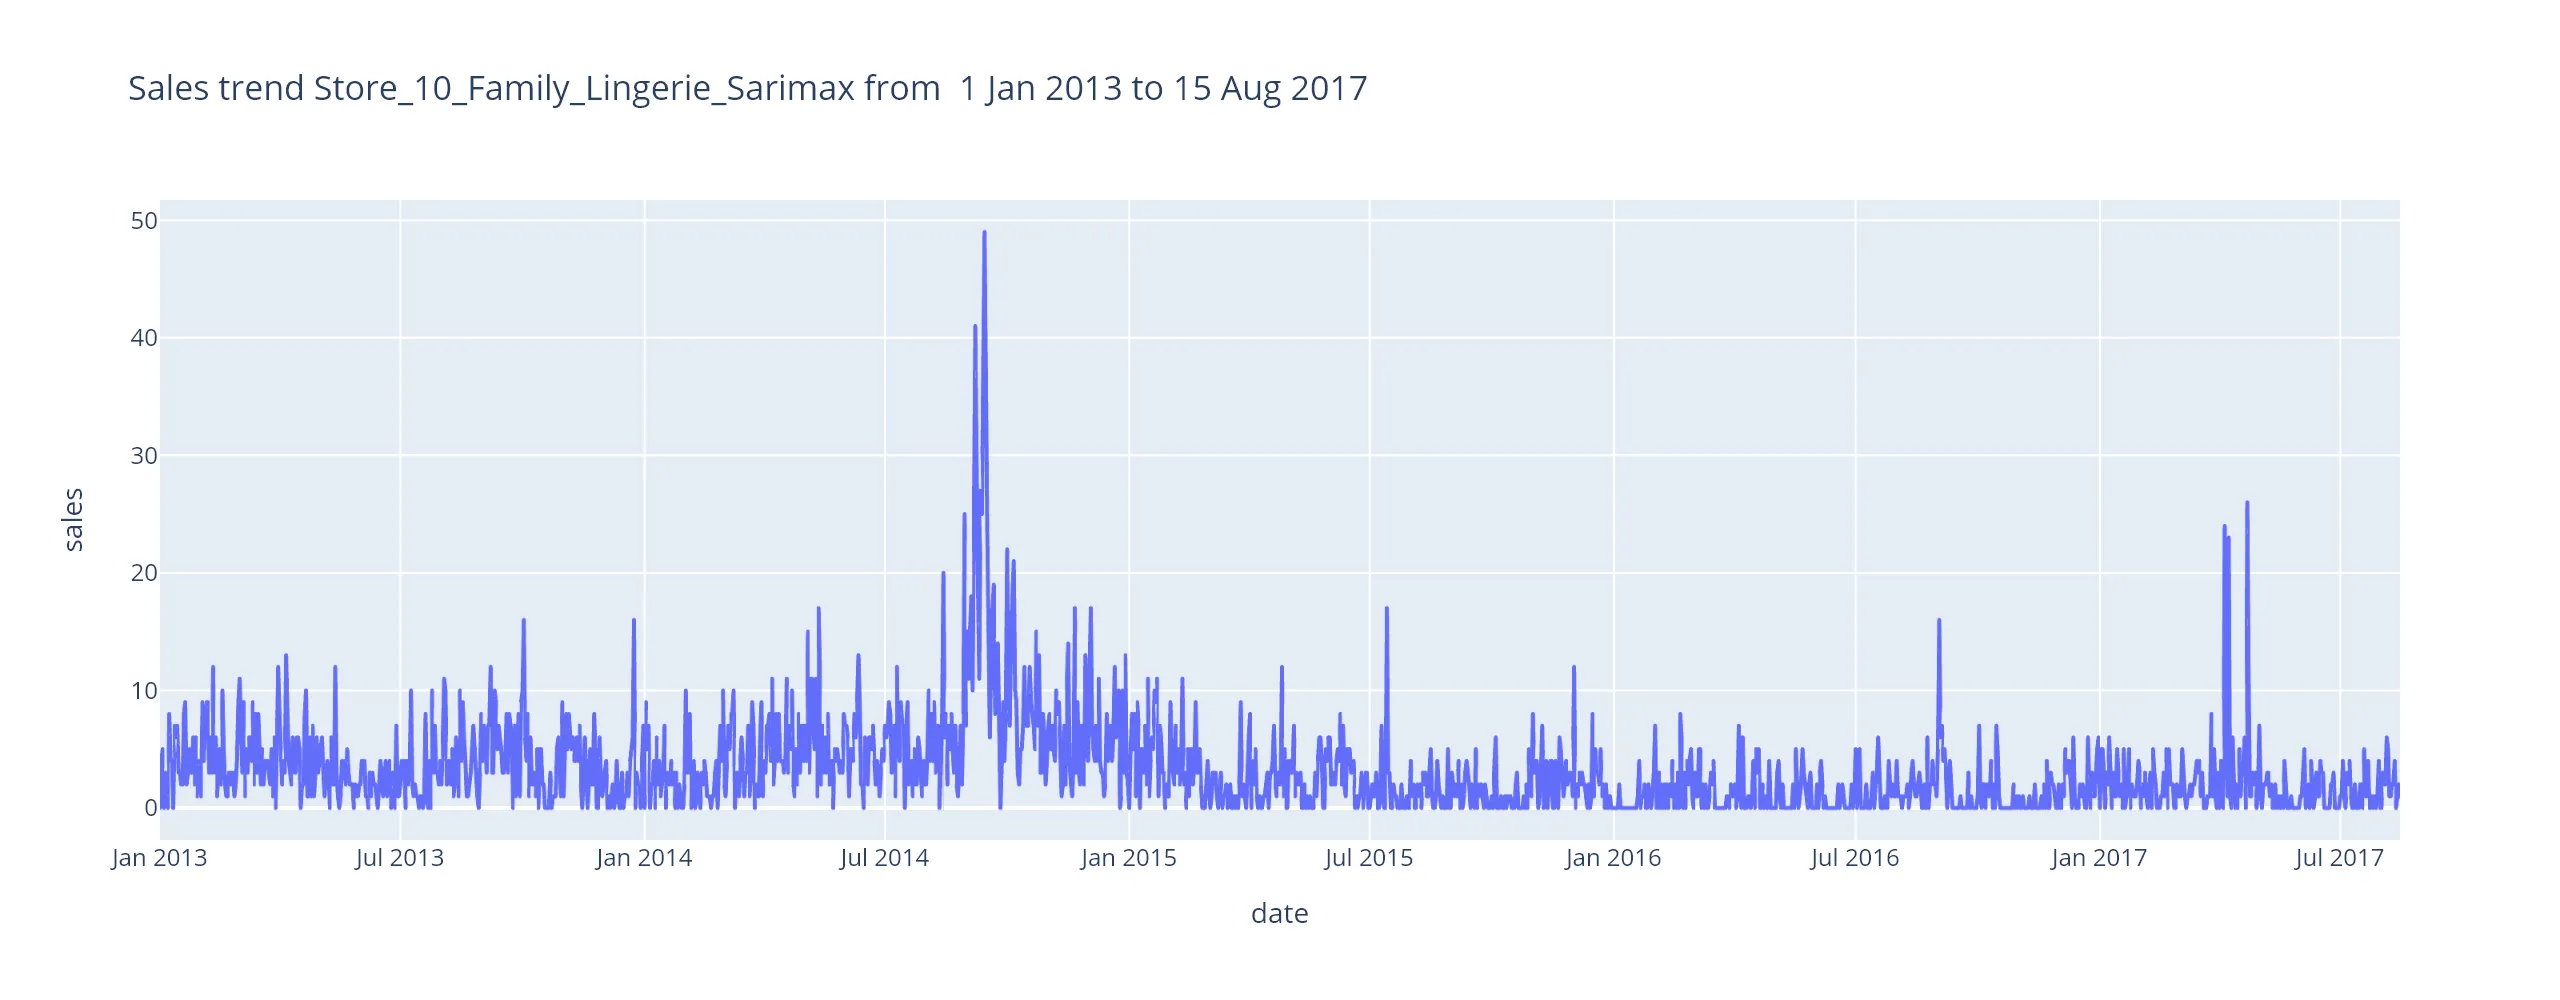 Sales trend Store_10_Family_Lingerie_Sarimax from  1 Jan 2013 to 15 Aug 2017
50
40
30
20
10
0
sales
Jan 2013 Jul 2013 Jan 2014 Jul 2014 Jan 2015 Jul 2015 Jan 2016 Jul 2016 Jan 2017 Jul 2017
date